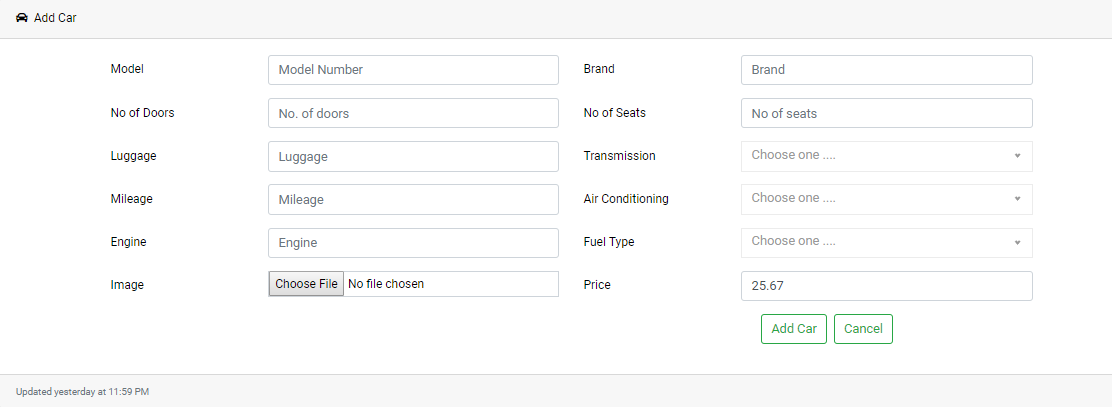 Add Car
Model Model Number Brand Brand
No of Doors No. of doors No of Seats No of seats
Luggage Luggage Transmission Choose one ....
Mileage Mileage Air Conditioning Choose one ....
Engine Engine Fuel Type Choose one ....
Image Choose File No file chosen Price 25.67
Add Car Cancel
Updated yesterday at 11:59 PM